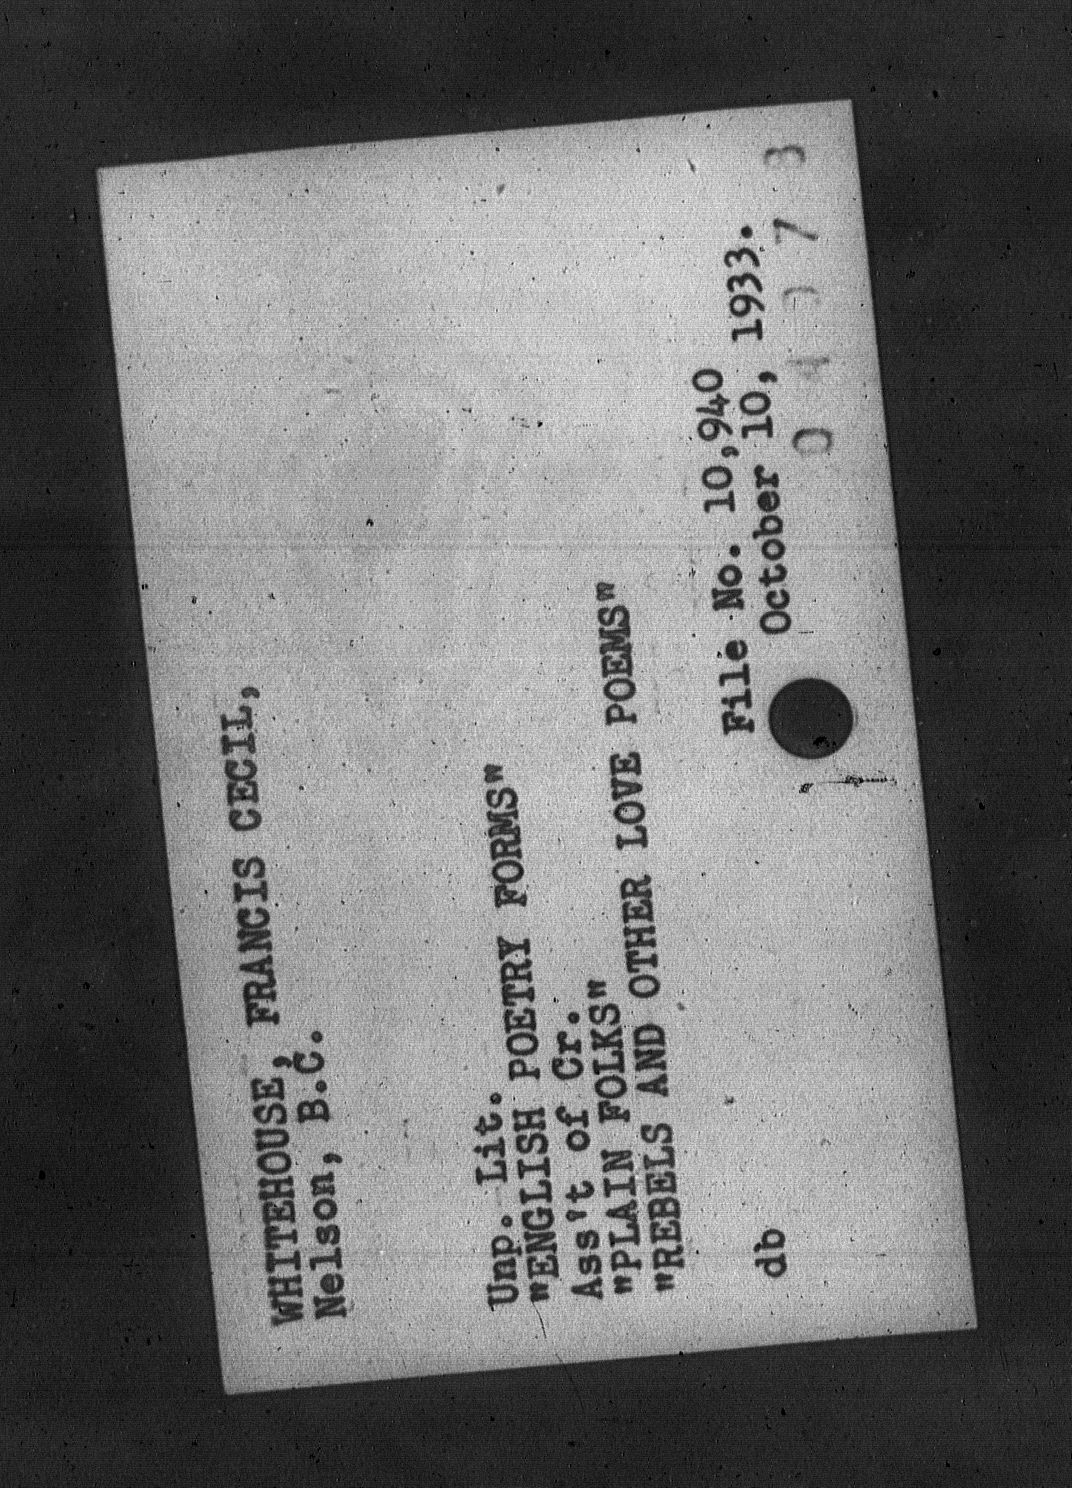 WHITEHOUSE, FRANCIS CECIL,
Nelson, B.C.
Unp. Lit.
"ENGLISH POETRY FORMS"
Ass't of Cr.
"PLAIN FOLKS"
"REBELS AND OTHER LOVE POEMS"
File No. 10,940
db October 10, 1933.
04073